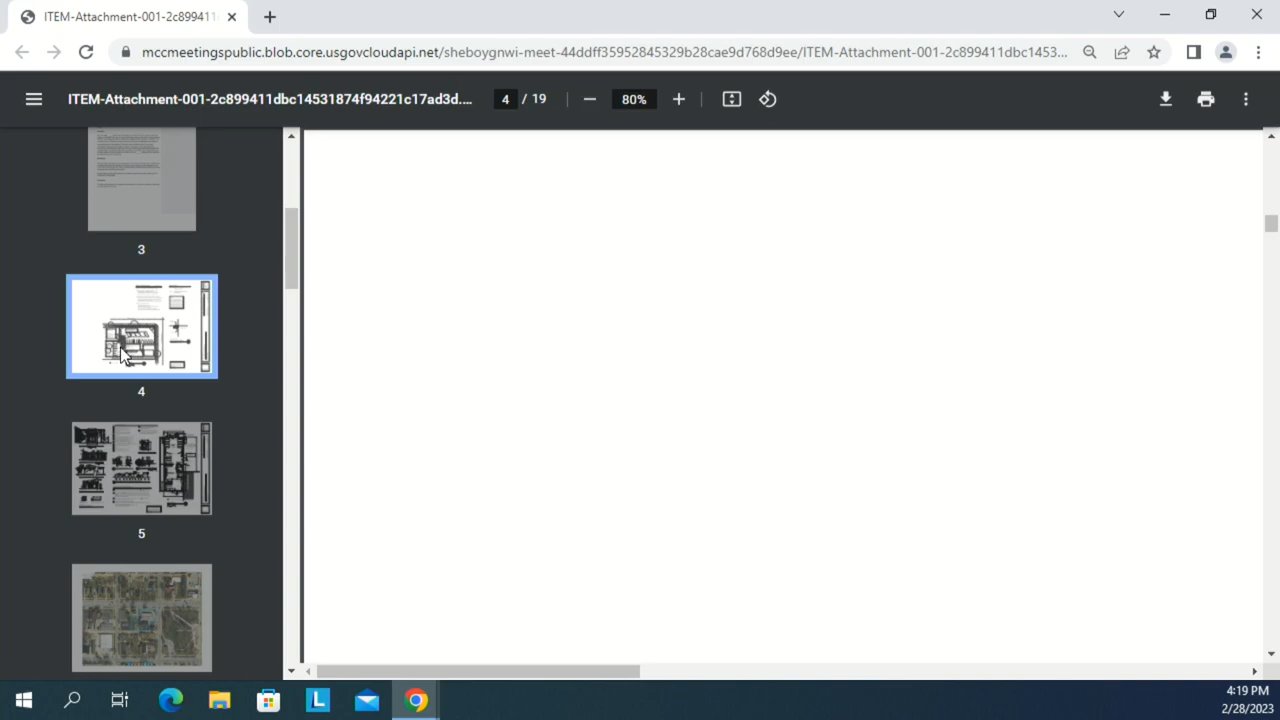 ITEM-Attachment-001-2c899411
mccmeetingspublic.blob.core.usgovcloudapi.net/sheboygnwi-meet-44ddff35952845329b28cae9d768d9ee/ITEM-Attachment-001-2c899411dbc1453...
ITEM-Attachment-001-2c899411dbc14531874f94221c17ad3d....
4 / 19
80%
3
4
5
4:19 PM
2/28/2023